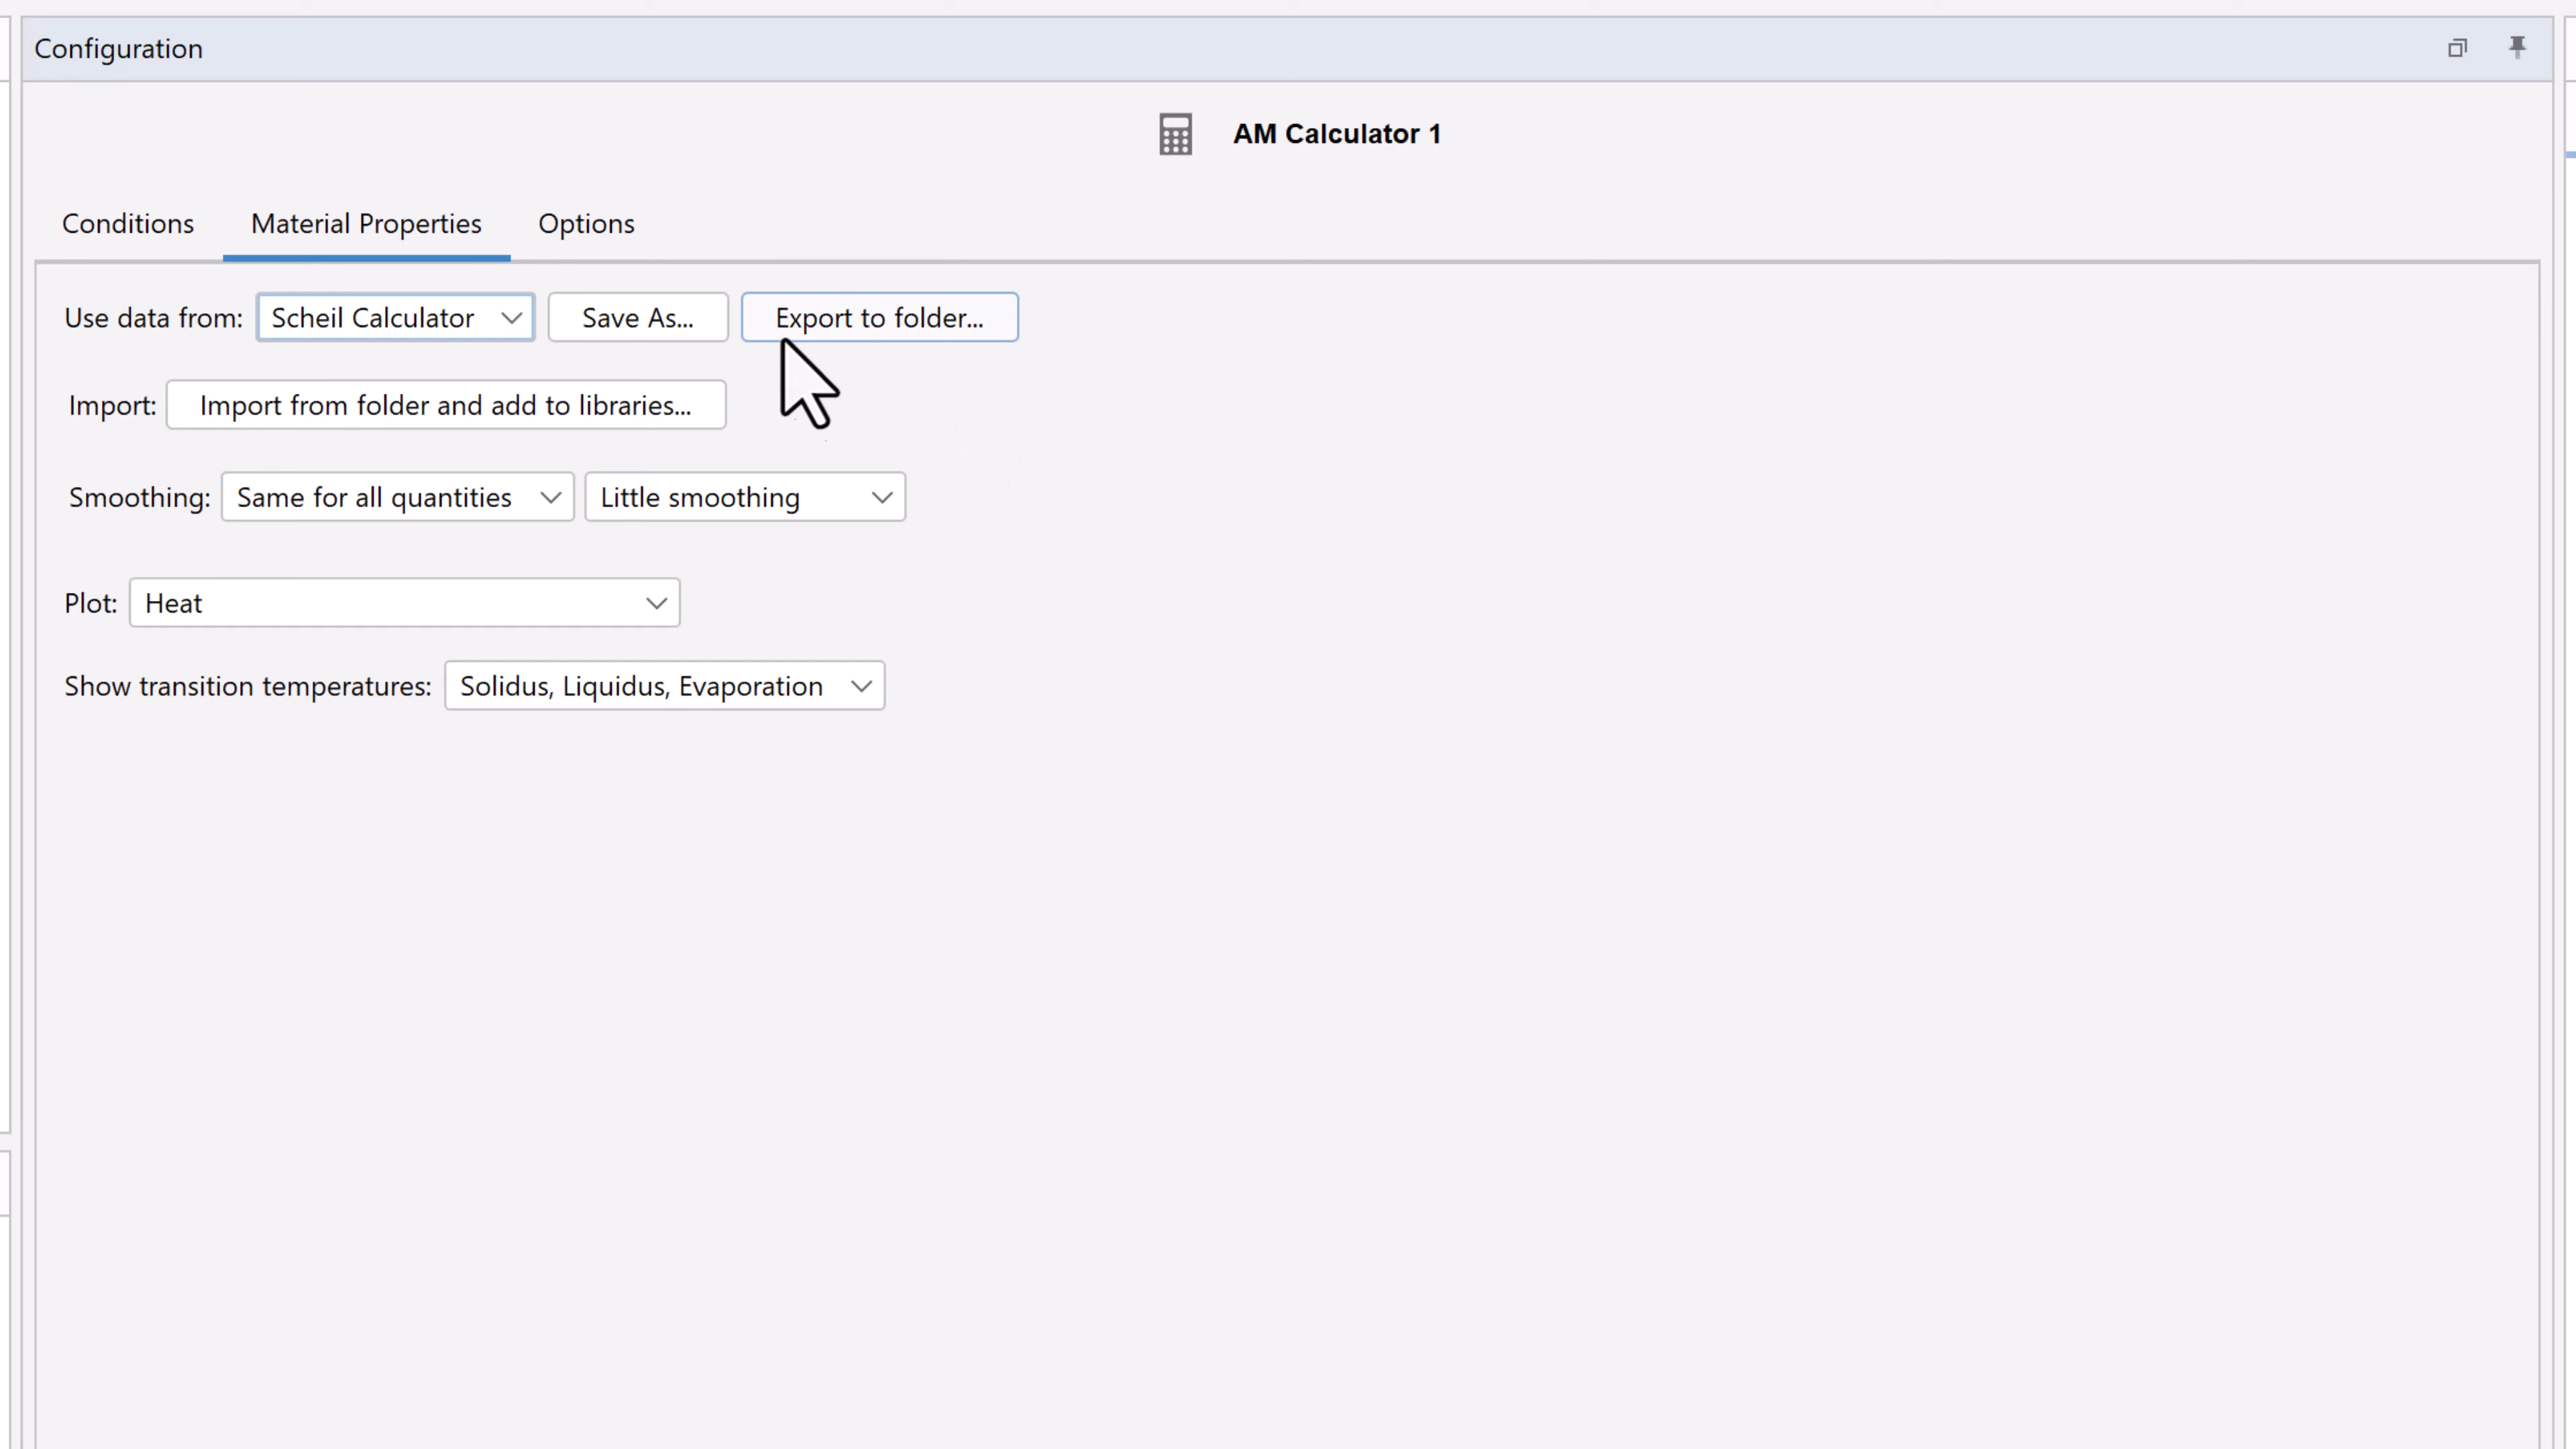 Configuration
AM Calculator 1
Conditions Material Properties Options
Use data from: Scheil Calculator Save As... Export to folder...
Import: Import from folder and add to libraries...
Smoothing: Same for all quantities Little smoothing
Plot: Heat
Show transition temperatures: Solidus, Liquidus, Evaporation